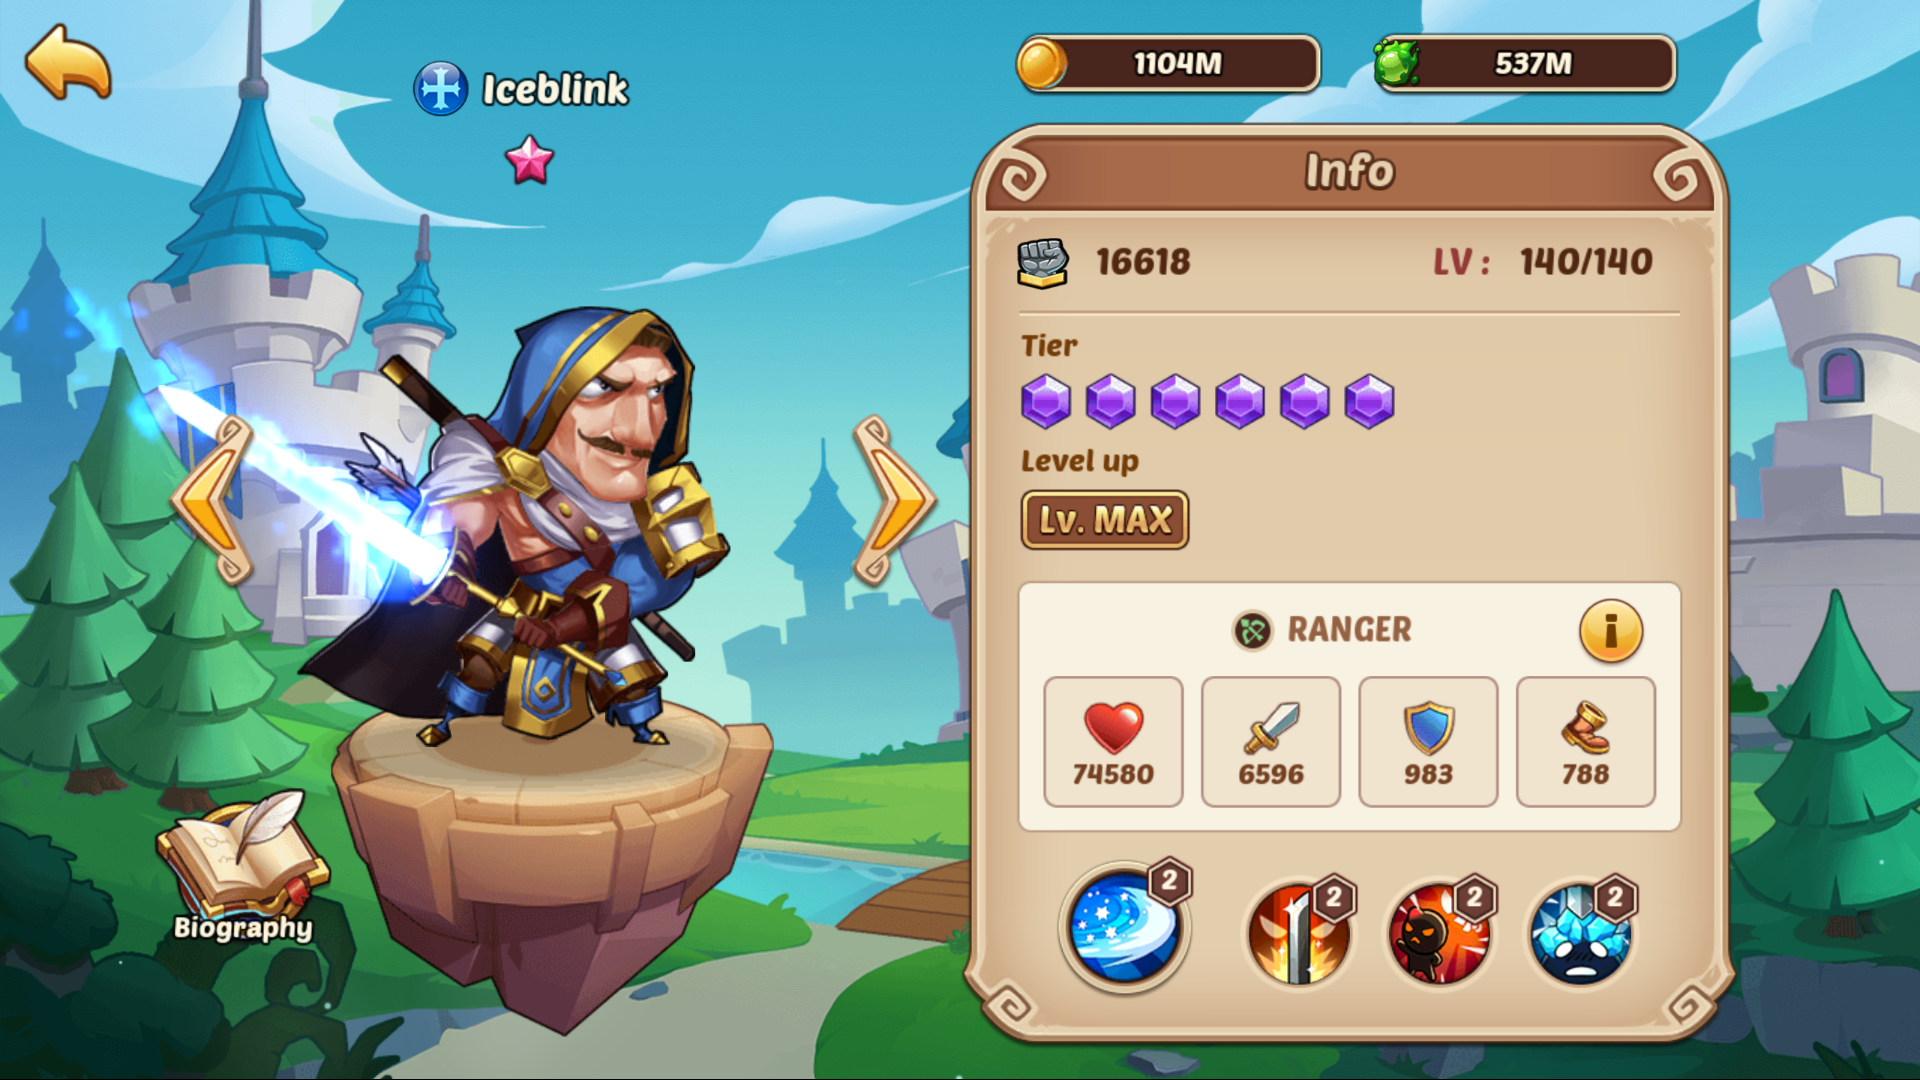 Iceblink
1104M
537M
Info
16618
LV : 140/140
Tier
Level up
Lv. MAX
RANGER
74580
6596
983
788
2
2
2
2
Biography